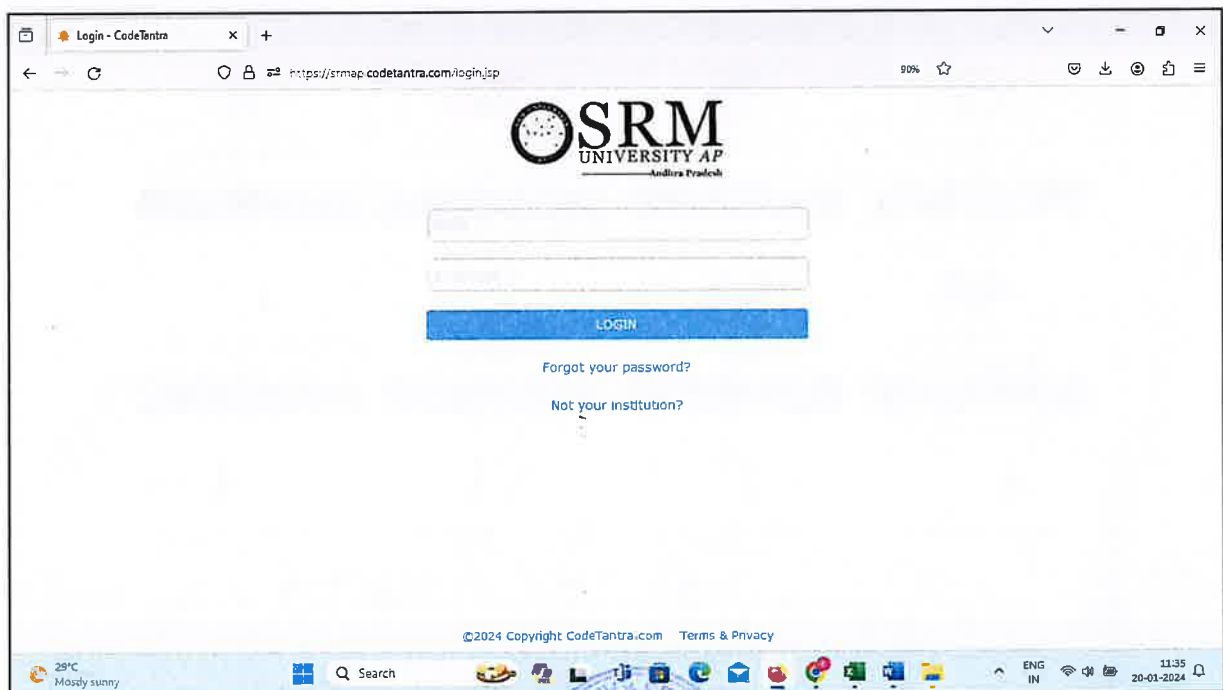 Login - CodeTantra
https://srmap.codetantra.com/login.jsp
90%
SRM
UNIVERSITY AP
Andhra Pradesh
LOGIN
Forgot your password?
Not your institution?
©2024 Copyright CodeTantra.com Terms & Privacy
29°C
Mostly sunny
Search
ENG
IN
11:35
20-01-2024